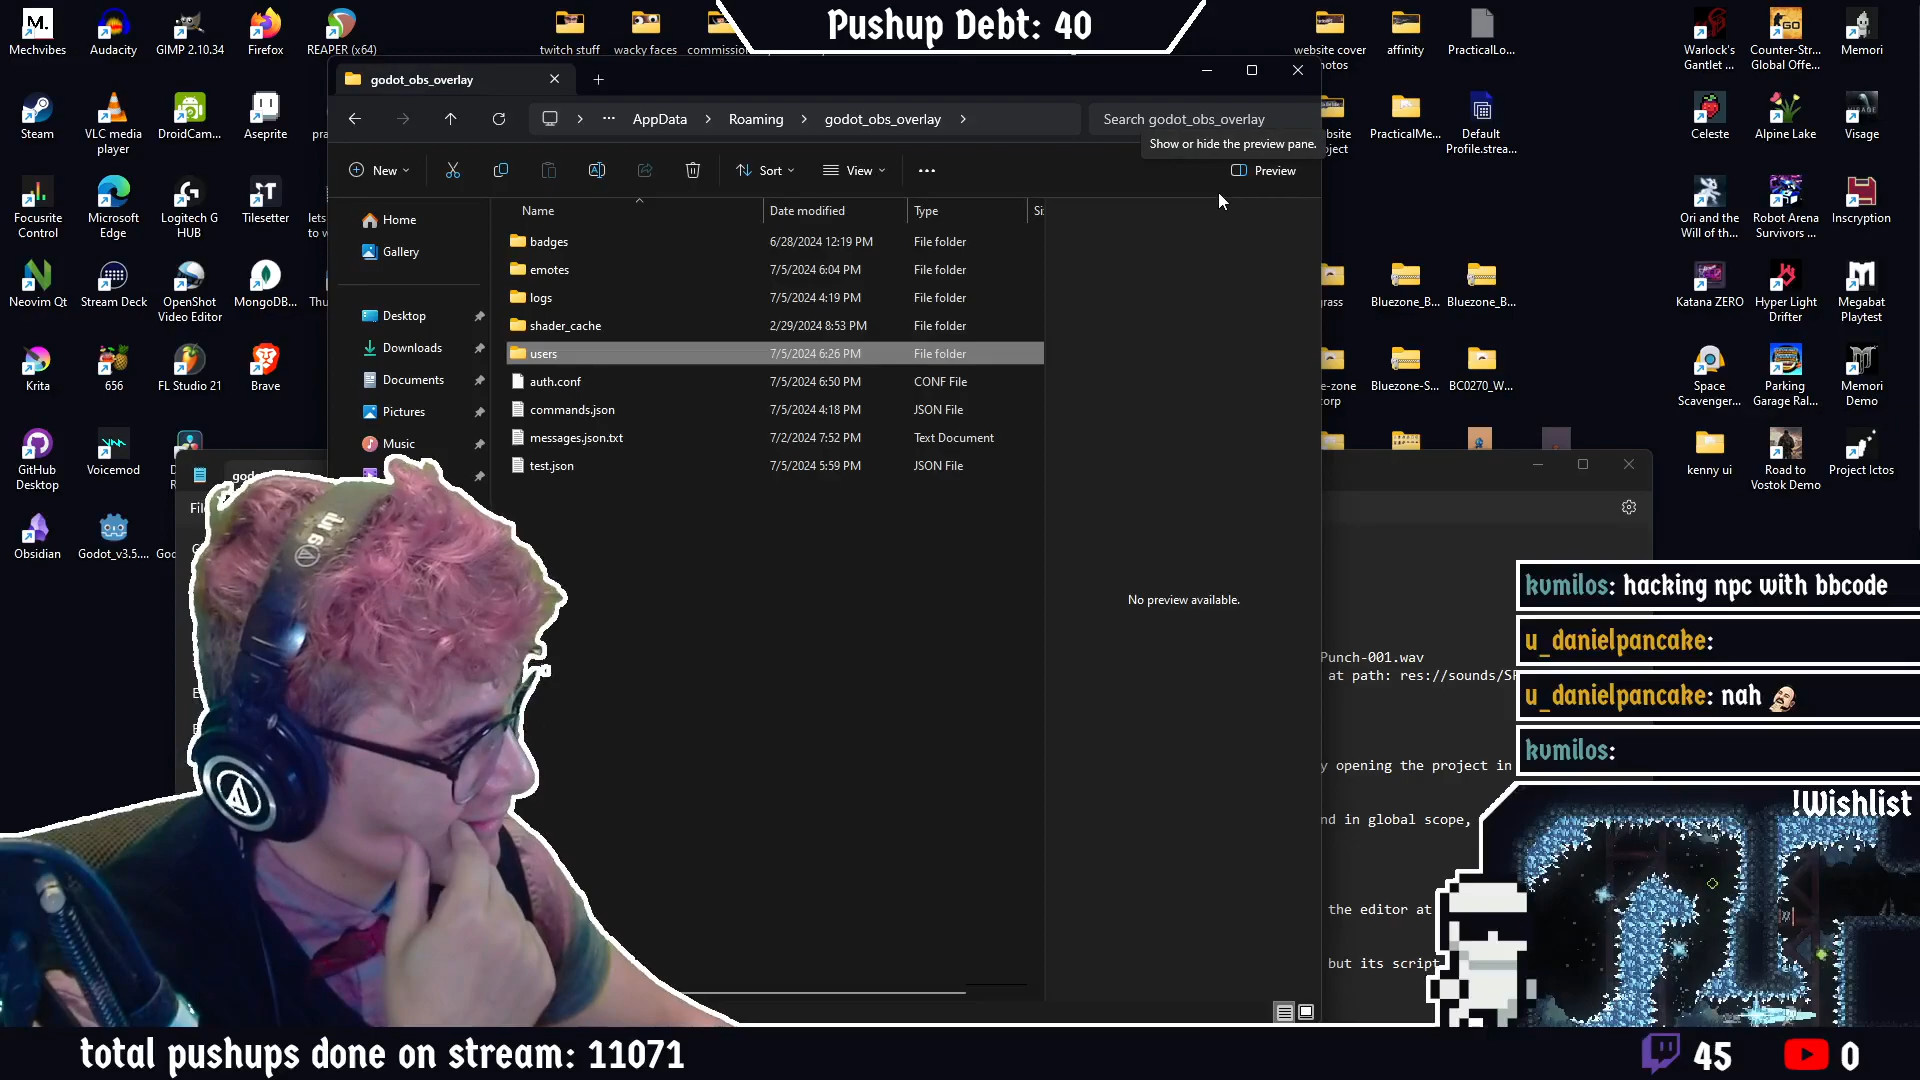 Pushup Debt: 40
Mechvibes
Audacity
GIMP 2.10.34
Firefox
REAPER (x64)
twitch stuff
wacky faces
website cover
affinity
PracticalLo...
Warlock's
Gantlet ...
Counter-Str...
Global Offe...
Memori
Steam
VLC media
player
DroidCam...
Aseprite
PracticalMe...
Default
Profile.strea...
Celeste
Alpine Lake
Visage
Focusrite
Control
Microsoft
Edge
Logitech G
HUB
Tilesetter
Ori and the
Will of th...
Robot Arena
Survivors ...
Inscryption
Neovim Qt
Stream Deck
OpenShot
Video Editor
MongoDB...
Bluezone_B...
Bluezone_B...
Katana ZERO
Hyper Light
Drifter
Megabat
Playtest
Krita
656
FL Studio 21
Brave
Bluezone-S...
BC0270_W...
Space
Scavenger...
Parking
Garage Ral...
Memori
Demo
GitHub
Desktop
Voicemod
kenny ui
Road to
Vostok Demo
Project Ictos
Obsidian
Godot_v3.5....
godot_obs_overlay
AppData
Roaming
godot_obs_overlay
Search godot_obs_overlay
Show or hide the preview pane.
New
Sort
View
Preview
Home
Gallery
Desktop
Downloads
Documents
Pictures
Music
Name
Date modified
Type
badges 6/28/2024 12:19 PM File folder
emotes 7/5/2024 6:04 PM File folder
logs 7/5/2024 4:19 PM File folder
shader_cache 2/29/2024 8:53 PM File folder
users 7/5/2024 6:26 PM File folder
auth.conf 7/5/2024 6:50 PM CONF File
commands.json 7/5/2024 4:18 PM JSON File
messages.json.txt 7/2/2024 7:52 PM Text Document
test.json 7/5/2024 5:59 PM JSON File
No preview available.
Punch-001.wav
at path: res://sounds/
opening the project in
in global scope,
the editor at
but its script
kvmilos: hacking npc with bbcode
u_danielpancake:
u_danielpancake: nah
kvmilos:
!Wishlist
total pushups done on stream: 11071
45
0